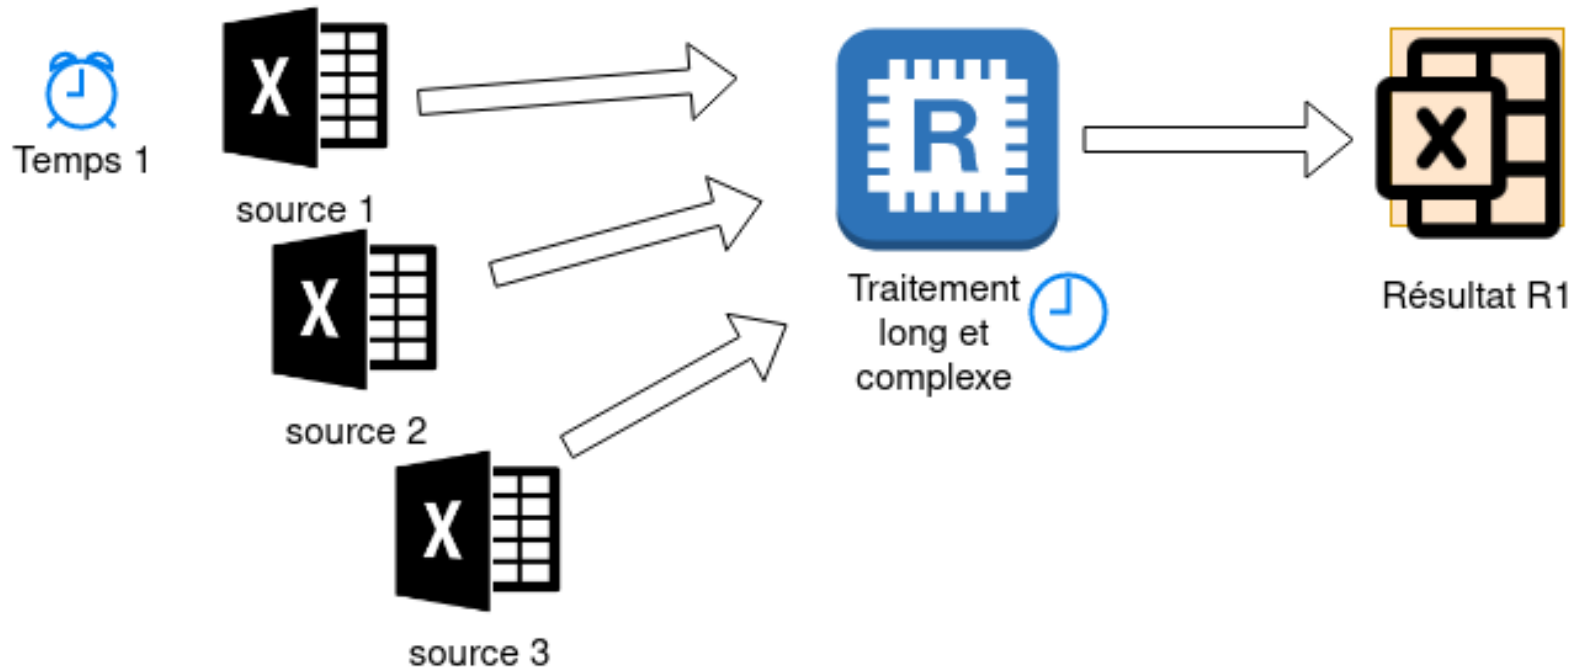 Temps 1
X
source 1
X
source 2
X
source 3
R
Traitement
long et
complexe
X
Résultat R1